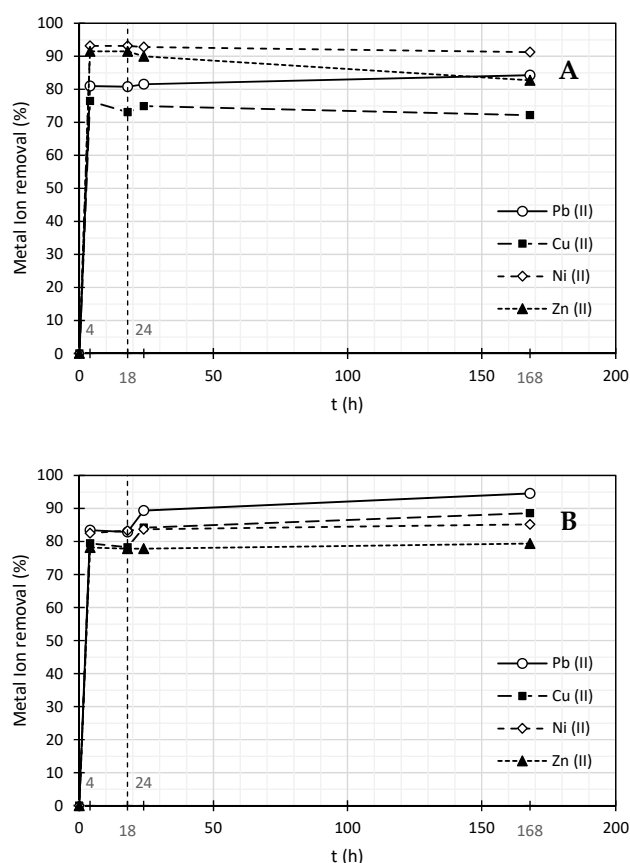 100
90
80
70
60
50
40
30
20
10
0
Metal Ion removal (%)
A
Pb (II)
Cu (II)
Ni (II)
Zn (II)
4 24
0 18 50 100 150 168 200
t (h)
100
90
80
70
60
50
40
30
20
10
0
Metal Ion removal (%)
B
Pb (II)
Cu (II)
Ni (II)
Zn (II)
4 24
0 18 50 100 150 168 200
t (h)